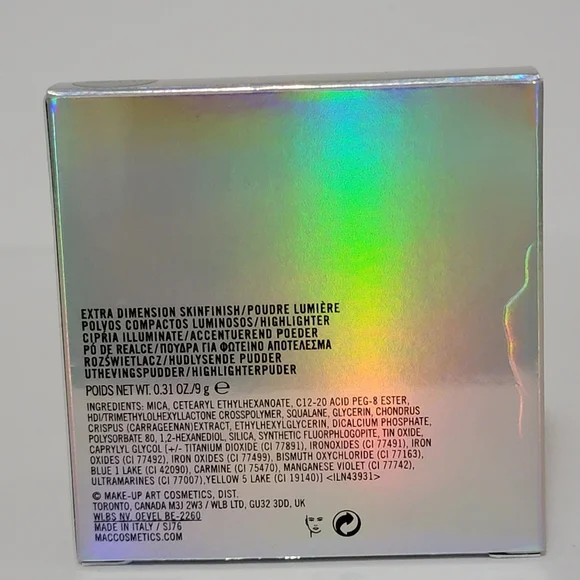 EXTRA DIMENSION SKINFINISH/POUDRE LUMIÈRE
POLVOS COMPACTOS LUMINOSOS/HIGHLIGHTER
CIPRIA ILLUMINATE/ACCENTUEREND POEDER
PÓ DE REALCE/ΠΟΥΔΡΑ ΓΙΑ ΦΩΤΕΙΝΟ ΑΠΟΤΕΛΕΣΜΑ
ROZŚWIETLACZ/HUDLYSENDE PUDDER
UTHEVINGSPUDDER/HIGHLIGHTERPUDER
POIDS NET WT. 0.31 OZ./9 g ℮
INGREDIENTS: MICA, CETEARYL ETHYLHEXANOATE, C12-20 ACID PEG-8 ESTER,
HDI/TRIMETHYLOLHEXYLLACTONE CROSSPOLYMER, SQUALANE, GLYCERIN, CHONDRUS
CRISPUS (CARRAGEENAN)EXTRACT, ETHYLHEXYLGLYCERIN, DICALCIUM PHOSPHATE,
POLYSORBATE 80, 1,2-HEXANEDIOL, SILICA, SYNTHETIC FLUORPHLOGOPITE, TIN OXIDE,
CAPRYLYL GLYCOL [+/- TITANIUM DIOXIDE (CI 77891), IRONOXIDES (CI 77491), IRON
OXIDES (CI 77492), IRON OXIDES (CI 77499), BISMUTH OXYCHLORIDE (CI 77163),
BLUE 1 LAKE (CI 42090), CARMINE (CI 75470), MANGANESE VIOLET (CI 77742),
ULTRAMARINES (CI 77007),YELLOW 5 LAKE (CI 19140)] <ILN43931>
© MAKE-UP ART COSMETICS, DIST.
TORONTO, CANADA M3J 2W3 / WLB LTD, GU32 3DD, UK
WLBS NV. OEVEL BE-2260
MADE IN ITALY / SJ76
MACCOSMETICS.COM